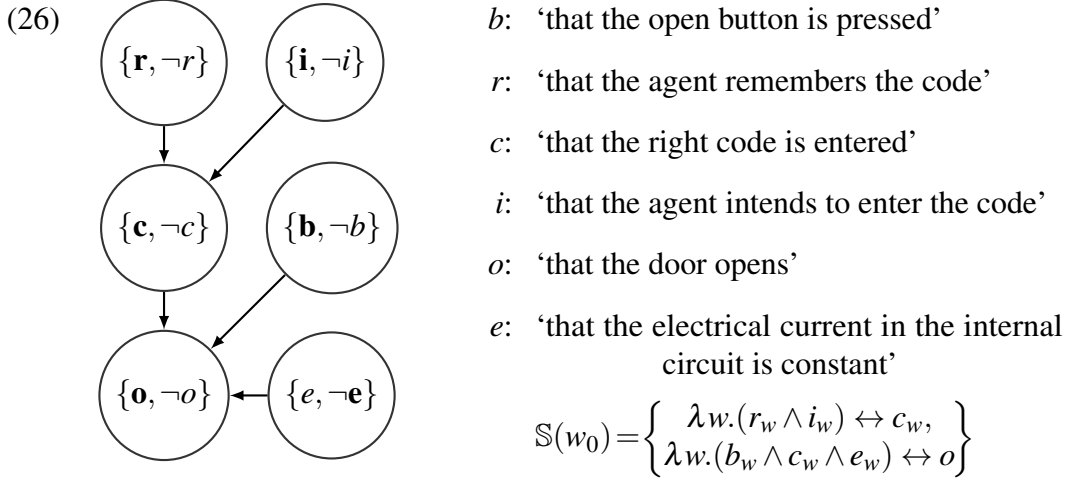 (26)
{r, ¬r}
{i, ¬i}
{c, ¬c}
{b, ¬b}
{o, ¬o}
{e, ¬e}
b: ‘that the open button is pressed’
r: ‘that the agent remembers the code’
c: ‘that the right code is entered’
i: ‘that the agent intends to enter the code’
o: ‘that the door opens’
e: ‘that the electrical current in the internal
circuit is constant’
𝕊(w₀) = { λw.(r_w ∧ i_w) ↔ c_w,
λw.(b_w ∧ c_w ∧ e_w) ↔ o }